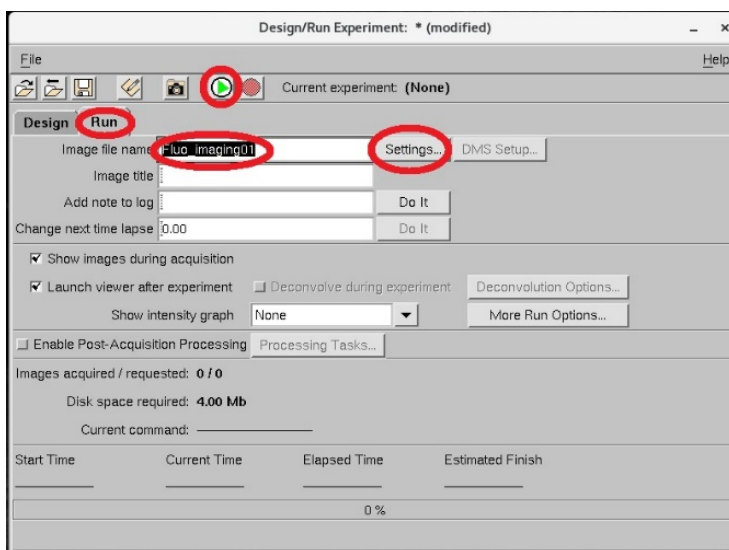 Design/Run Experiment: * (modified)
File Help
Current experiment: (None)
Design Run
Image file name Fluo_imaging01 Settings... DMS Setup...
Image title
Add note to log Do It
Change next time lapse 0.00 Do It
Show images during acquisition
Launch viewer after experiment Deconvolve during experiment Deconvolution Options...
Show intensity graph None More Run Options...
Enable Post-Acquisition Processing Processing Tasks...
Images acquired / requested: 0 / 0
Disk space required: 4.00 Mb
Current command:
Start Time Current Time Elapsed Time Estimated Finish
0 %